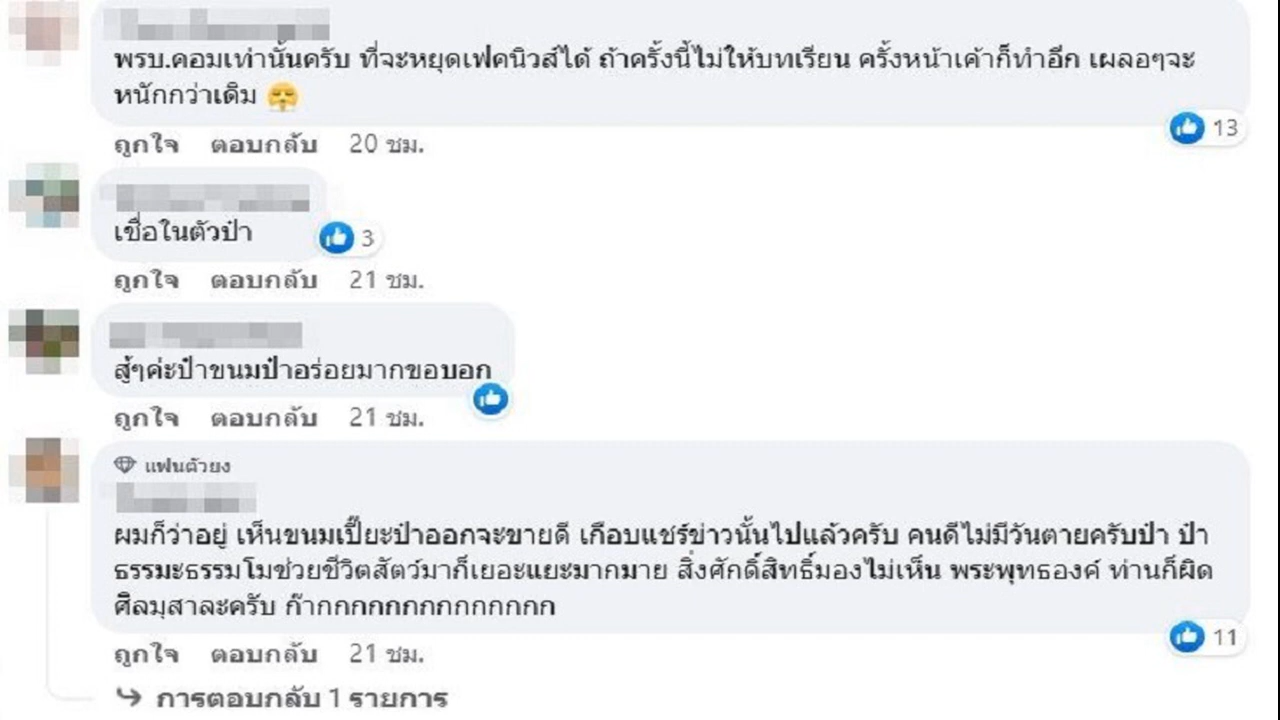 พรบ.คอมเท่านั้นครับ ที่จะหยุดเฟคนิวส์ได้ ถ้าครั้งนี้ไม่ให้บทเรียน ครั้งหน้าเค้าก็ทำอีก เผลอๆจะ
หนักกว่าเดิม 😤
13
ถูกใจ ตอบกลับ 20 ชม.
เชื่อในตัวป๋า
3
ถูกใจ ตอบกลับ 21 ชม.
สู้ๆค่ะป๋าขนมป๋าอร่อยมากขอบอก
ถูกใจ ตอบกลับ 21 ชม.
แฟนตัวยง
ผมก็ว่าอยู่ เห็นขนมเปี๊ยะป๋าออกจะขายดี เกือบแชร์ข่าวนั้นไปแล้วครับ คนดีไม่มีวันตายครับป๋า ป๋า
ธรรมะธรรมโมช่วยชีวิตสัตว์มาก็เยอะแยะมากมาย สิ่งศักดิ์สิทธิ์มองไม่เห็น พระพุทธองค์ ท่านก็ผิด
ศิลมุสาละครับ ก๊ากกกกกกกกกกกกกกก
11
ถูกใจ ตอบกลับ 21 ชม.
การตอบกลับ 1 รายการ